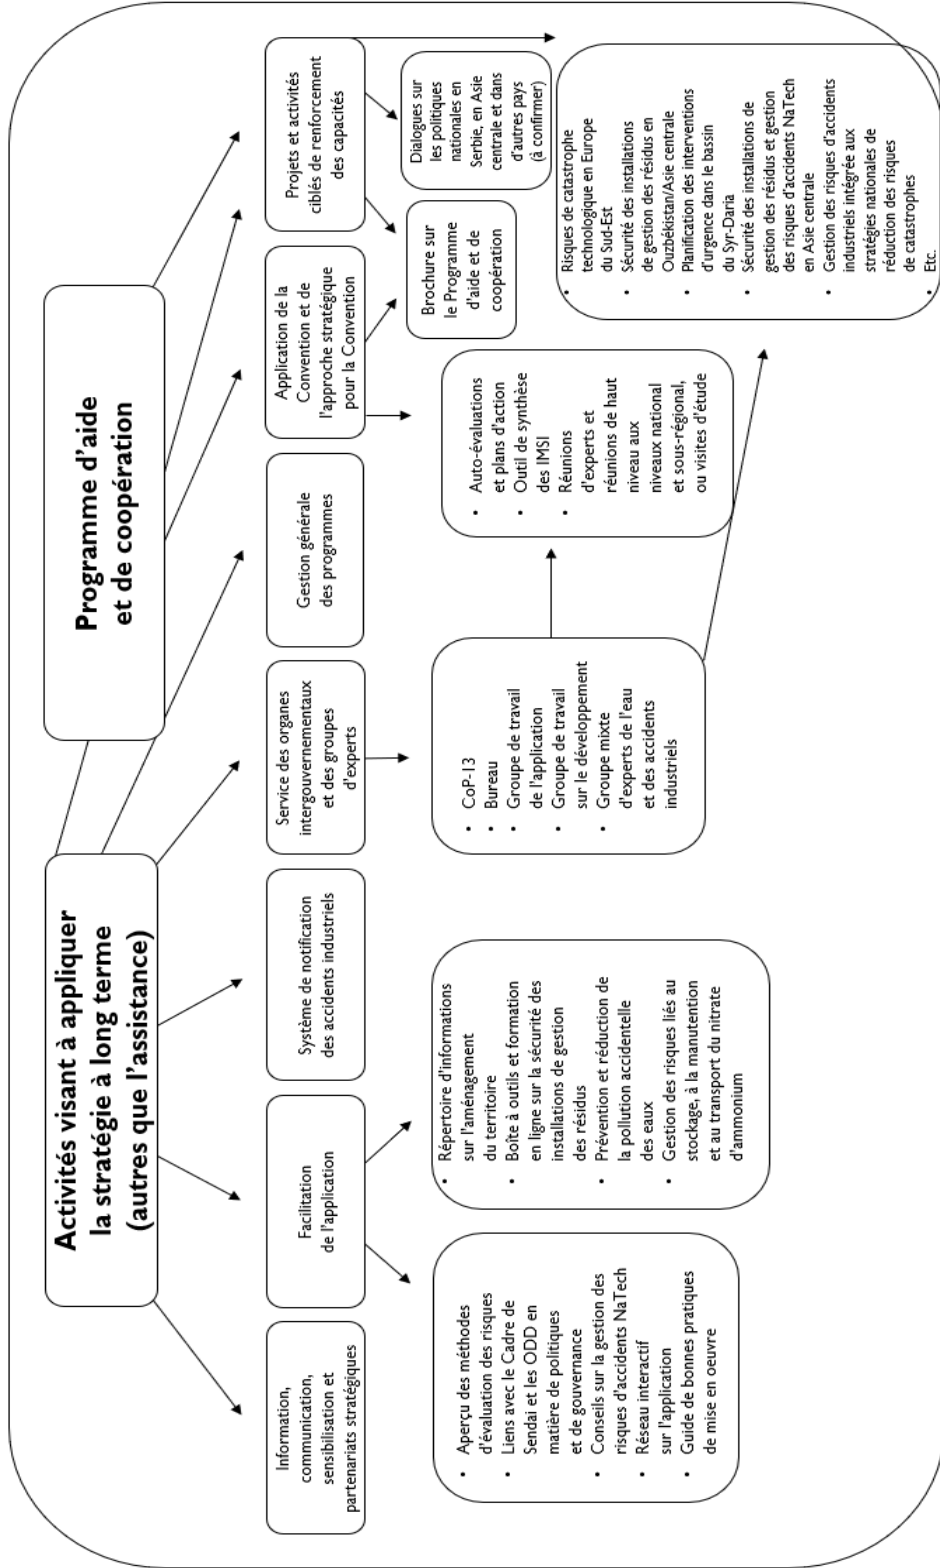 Activités visant à appliquer
la stratégie à long terme
(autres que l'assistance)
Programme d'aide
et de coopération
Information,
communication,
sensibilisation et
partenariats stratégiques
Facilitation
de l'application
Système de notification
des accidents industriels
Service des organes
intergouvernementaux
et des groupes
d'experts
Gestion générale
des programmes
Application de la
Convention et de
l'approche stratégique
pour la Convention
Projets et activités
ciblés de renforcement
des capacités
• Aperçu des méthodes
d'évaluation des risques
• Liens avec le Cadre de
Sendai et les ODD en
matière de politiques
et de gouvernance
• Conseils sur la gestion des
risques d'accidents NaTech
• Réseau interactif
sur l'application
• Guide de bonnes pratiques
de mise en oeuvre
• Répertoire d'informations
sur l'aménagement
du territoire
• Boîte à outils et formation
en ligne sur la sécurité des
installations de gestion
des résidus
• Prévention et réduction de
la pollution accidentelle
des eaux
• Gestion des risques liés au
stockage, à la manutention
et au transport du nitrate
d'ammonium
• CoP-13
• Bureau
• Groupe de travail
de l'application
• Groupe de travail
sur le développement
• Groupe mixte
d'experts de l'eau
et des accidents
industriels
• Auto-évaluations
et plans d'action
• Outil de synthèse
des IMSI
• Réunions
d'experts et
réunions de haut
niveau aux
niveaux national
et sous-régional,
ou visites d'étude
Brochure sur
le Programme
d'aide et de
coopération
Dialogues sur
les politiques
nationales en
Serbie, en Asie
centrale et dans
d'autres pays
(à confirmer)
• Risques de catastrophe
technologique en Europe
du Sud-Est
• Sécurité des installations
de gestion des résidus en
Ouzbékistan/Asie centrale
• Planification des interventions
d'urgence dans le bassin
du Syr-Daria
• Sécurité des installations de
gestion des résidus et gestion
des risques d'accidents NaTech
en Asie centrale
• Gestion des risques d'accidents
industriels intégrée aux
stratégies nationales de
réduction des risques
de catastrophes
• Etc.